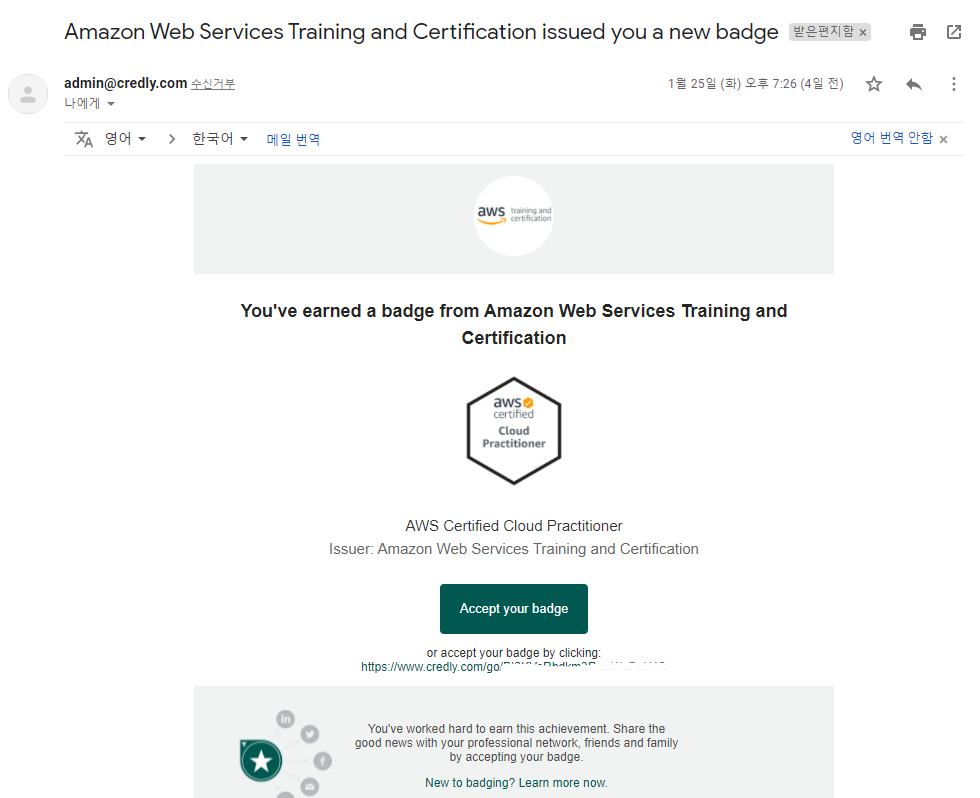 Amazon Web Services Training and Certification issued you a new badge 받은편지함 ×
admin@credly.com 수신거부 1월 25일 (화) 오후 7:26 (4일 전)
나에게
영어 한국어 메일 번역 영어 번역 안함 ×
aws training and
certification
You've earned a badge from Amazon Web Services Training and
Certification
aws
certified
Cloud
Practitioner
AWS Certified Cloud Practitioner
Issuer: Amazon Web Services Training and Certification
Accept your badge
or accept your badge by clicking:
https://www.credly.com/go/
You've worked hard to earn this achievement. Share the
good news with your professional network, friends and family
by accepting your badge.
New to badging? Learn more now.
in
f